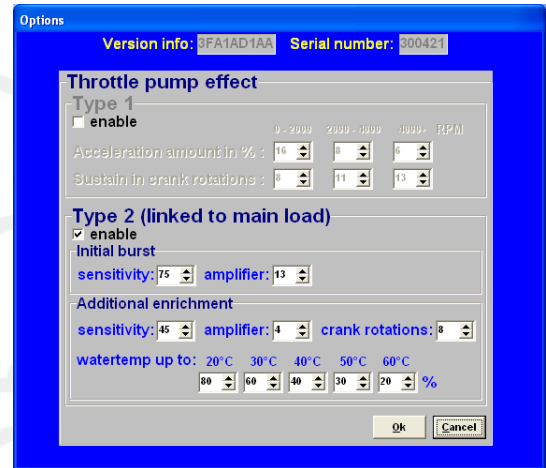 Options
Version info: 3FA1AD1AA Serial number: 300421
Throttle pump effect
Type 1
enable
0 - 2000 2000 - 4000 4000+ RPM
Acceleration amount in % : 16 8 6
Sustain in crank rotations : 8 11 13
Type 2 (linked to main load)
enable
Initial burst
sensitivity: 75 amplifier: 13
Additional enrichment
sensitivity: 45 amplifier: 4 crank rotations: 8
watertemp up to: 20°C 30°C 40°C 50°C 60°C
80 60 40 30 20 %
Ok Cancel